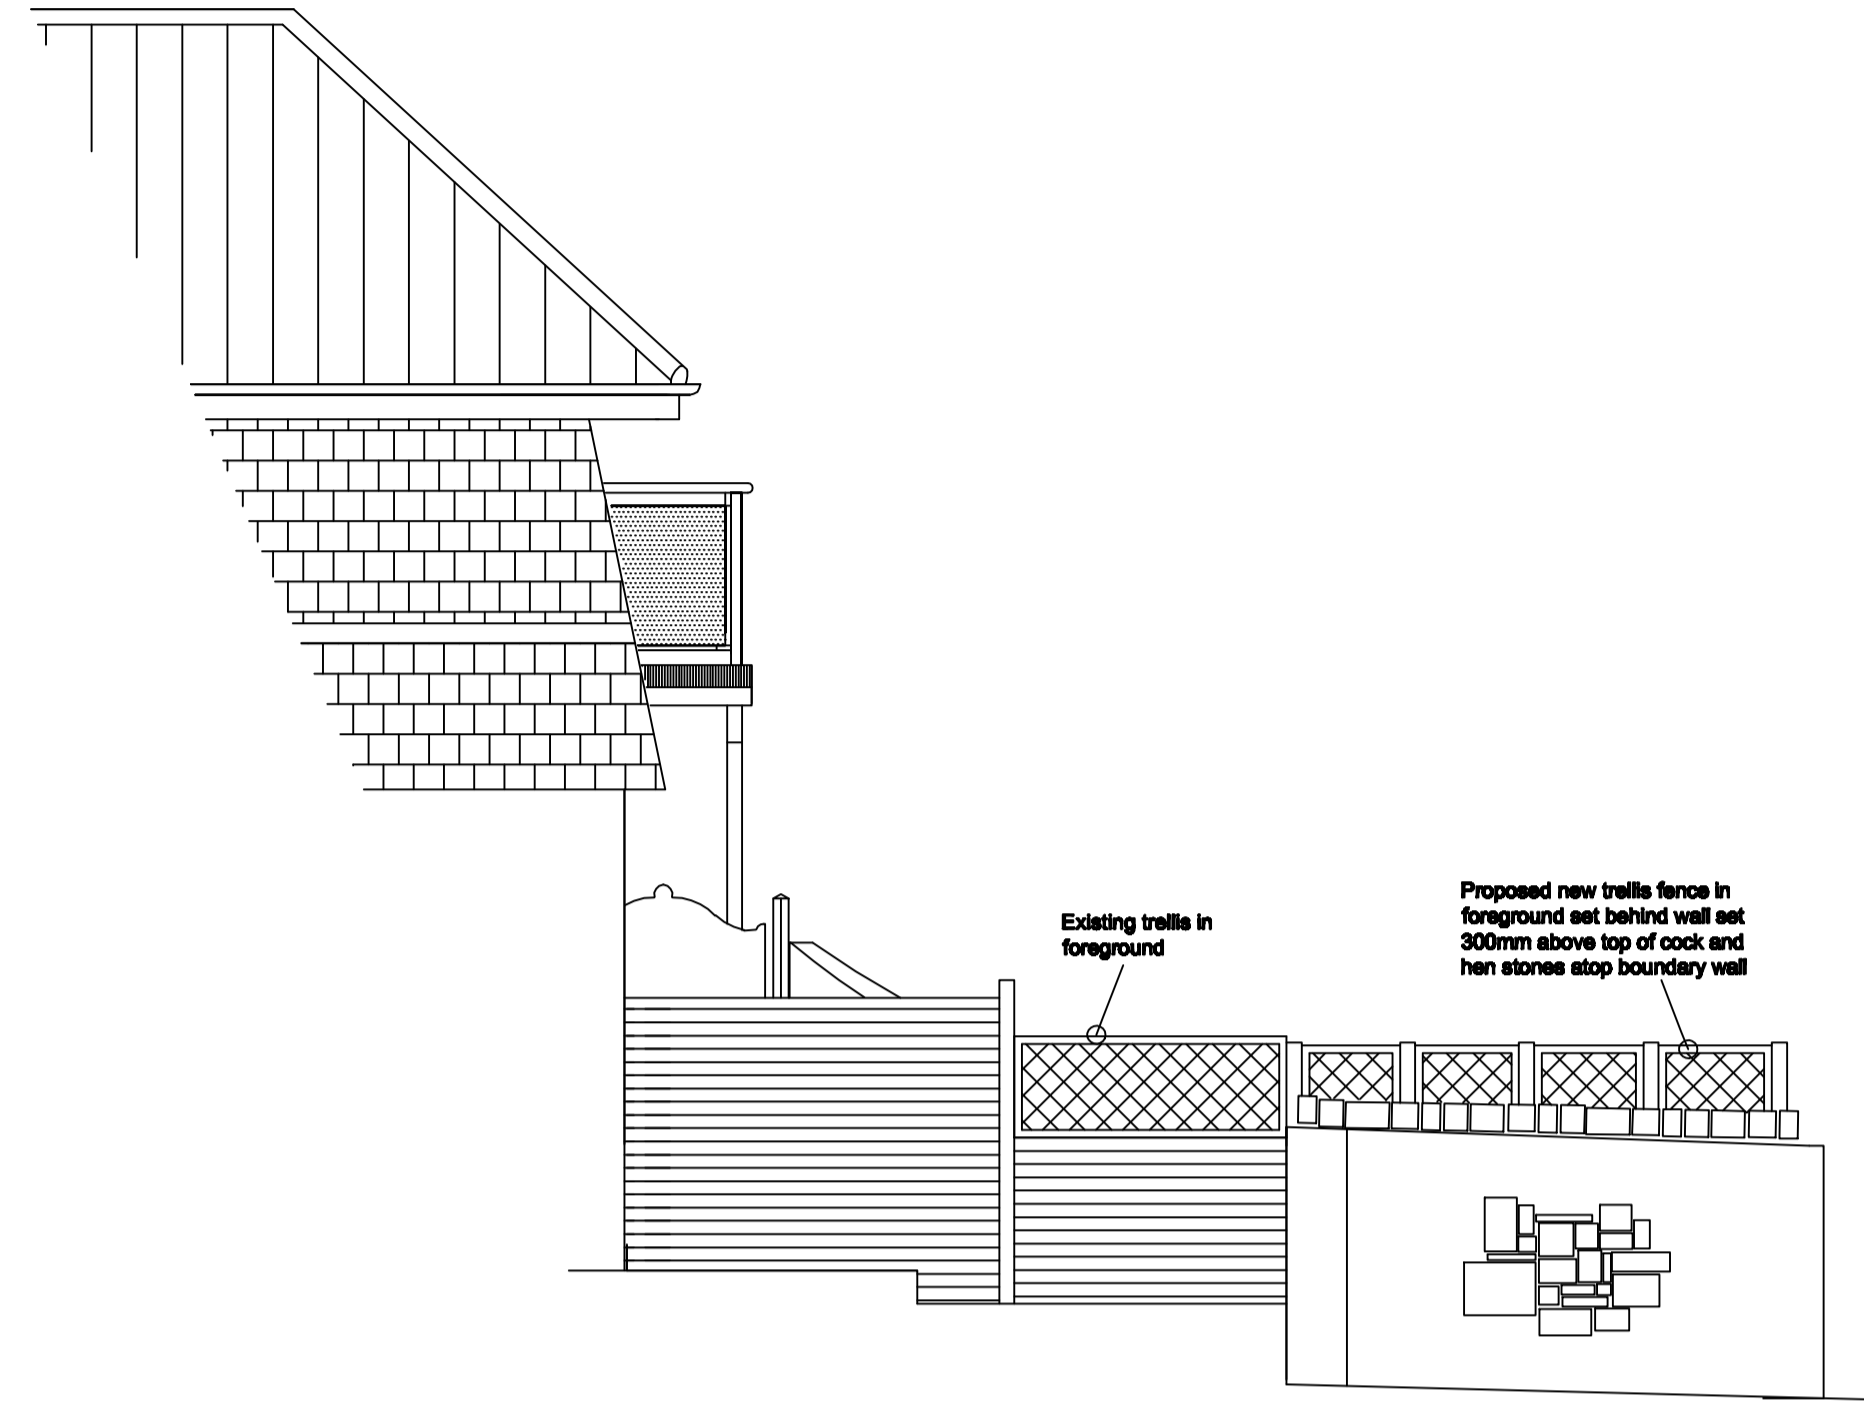 Existing trellis in
foreground
Proposed new trellis fence in
foreground set behind wall set
300mm above top of cock and
hen stones atop boundary wall